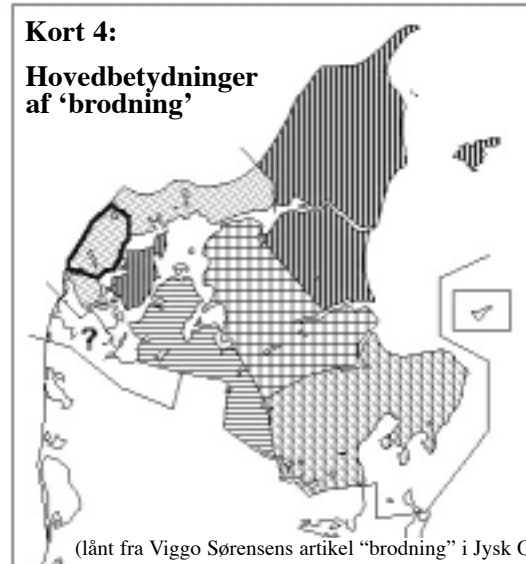 Kort 4:
Hovedbetydninger
af ‘brodning’
?
(lånt fra Viggo Sørensens artikel “brodning” i Jysk O